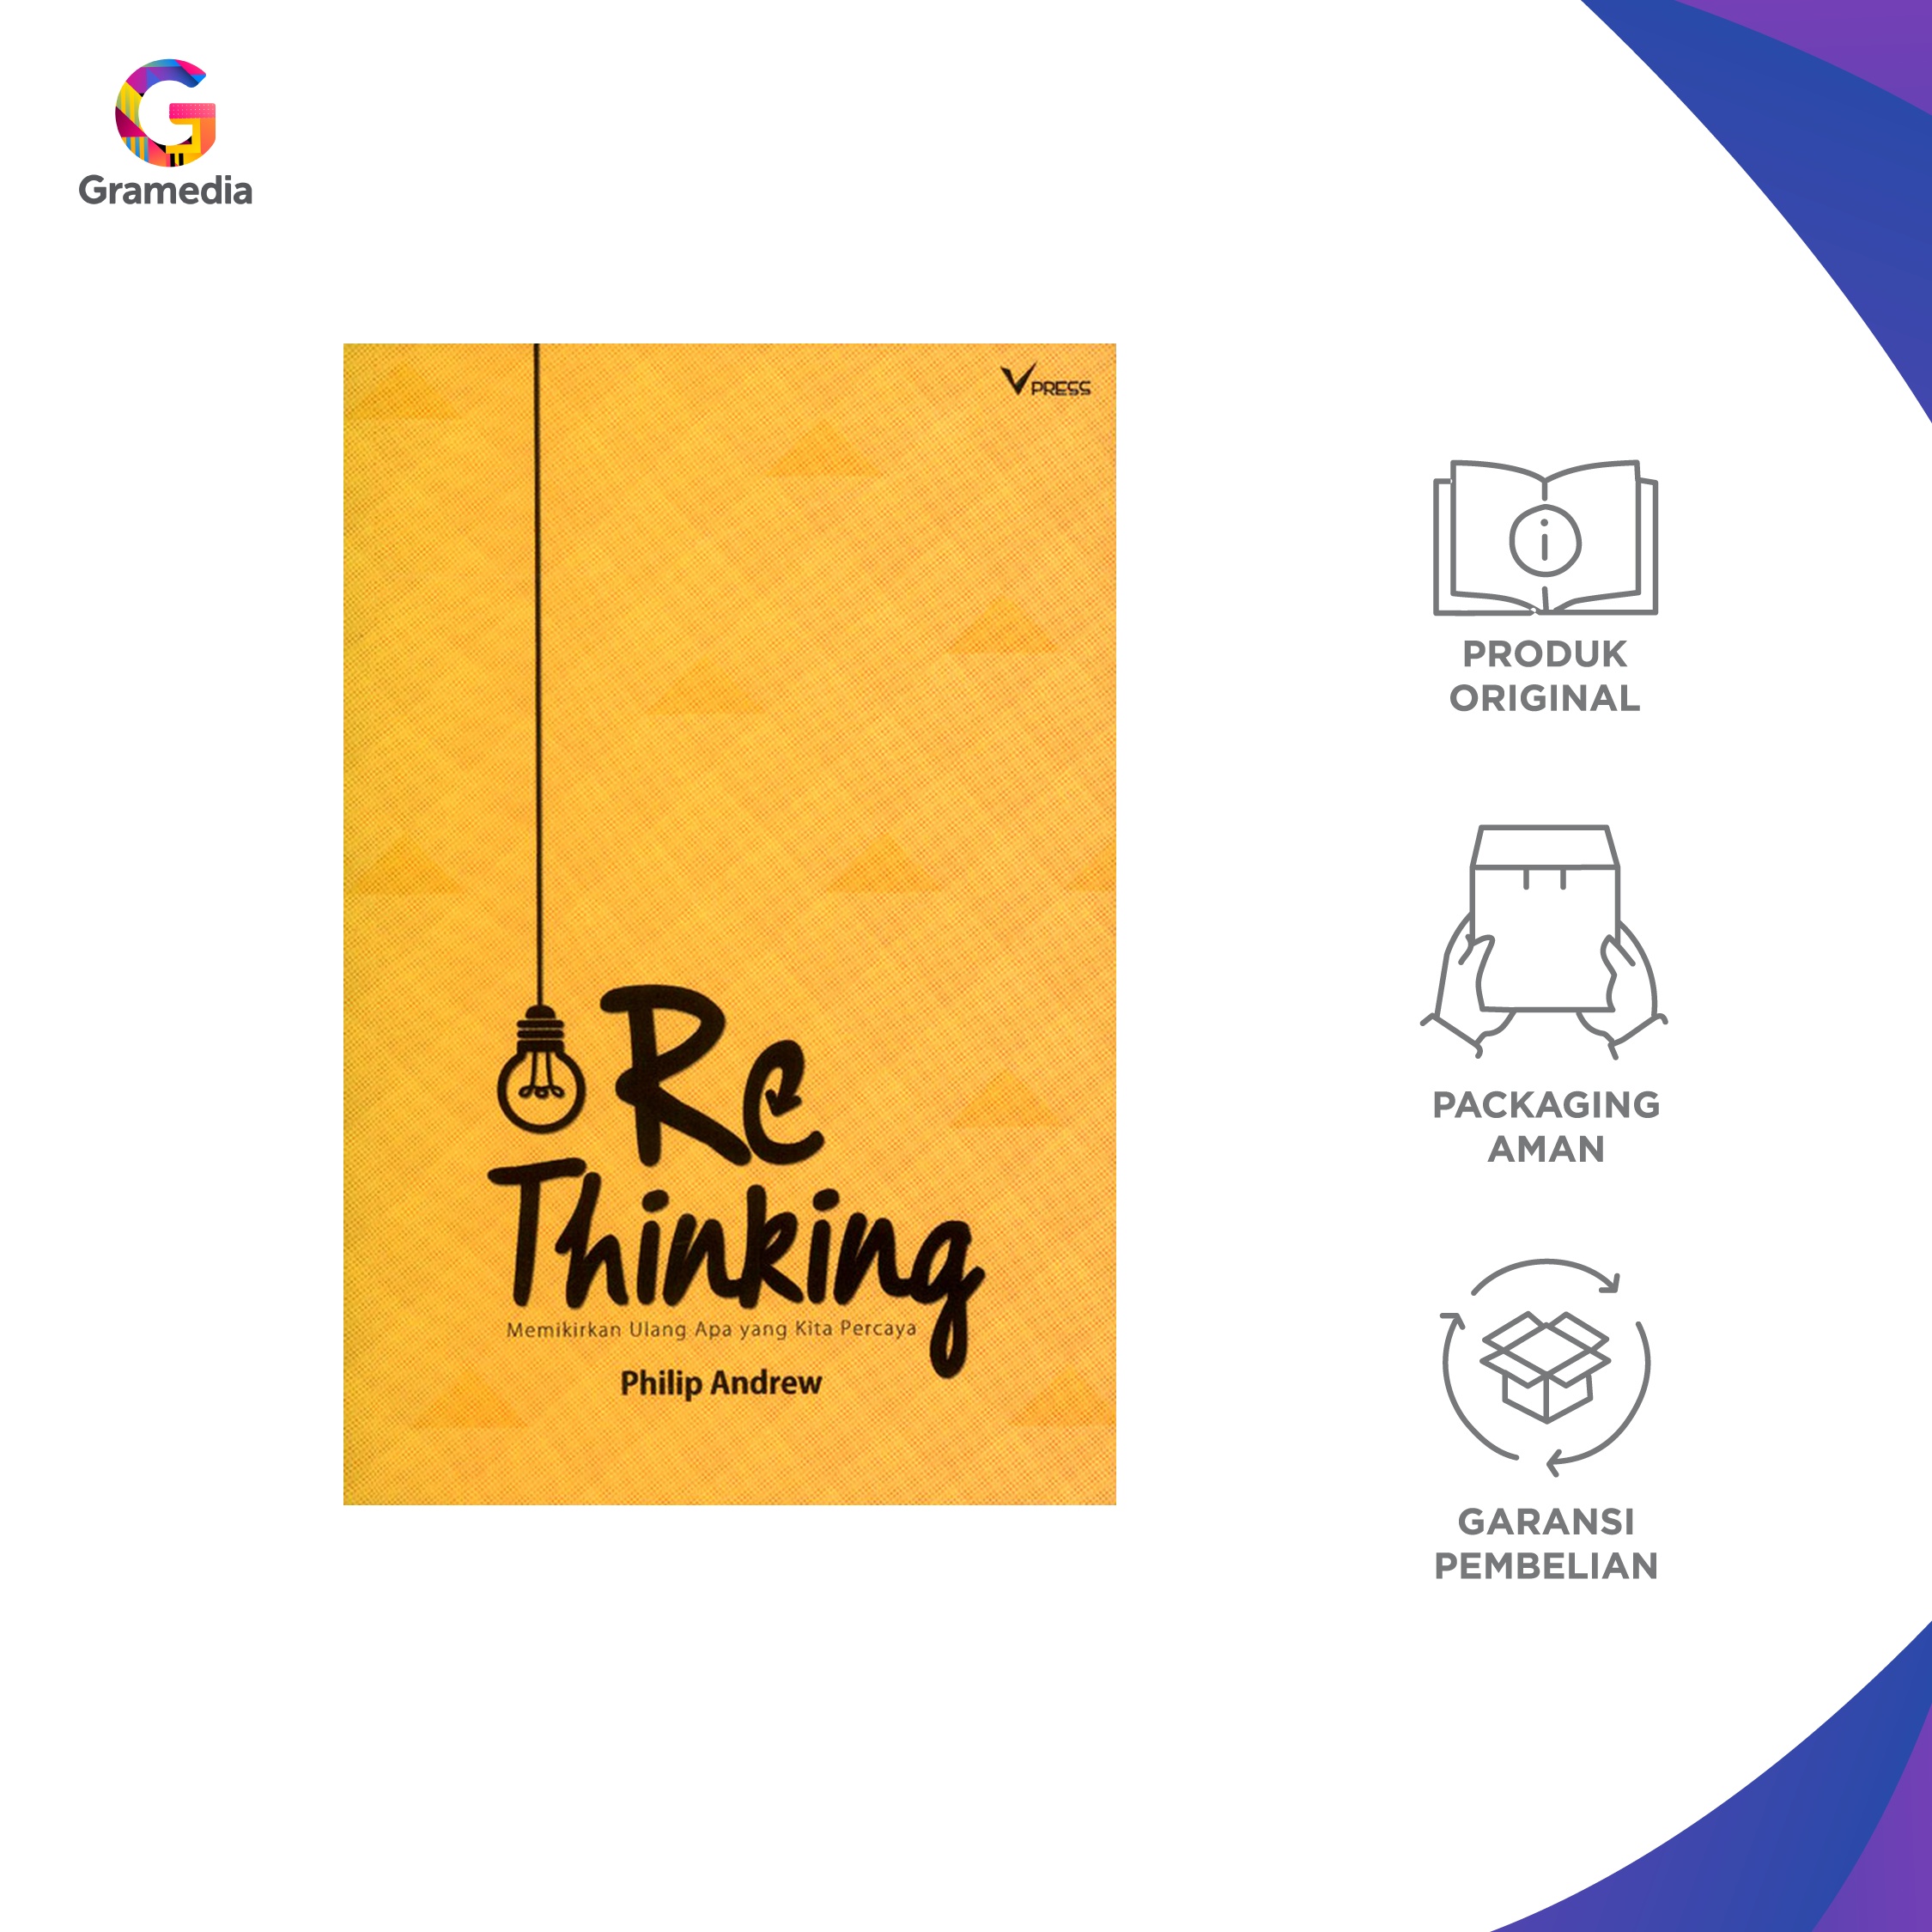 Gramedia
V PRESS
Re
Thinking
Memikirkan Ulang Apa yang Kita Percaya
Philip Andrew
PRODUK
ORIGINAL
PACKAGING
AMAN
GARANSI
PEMBELIAN